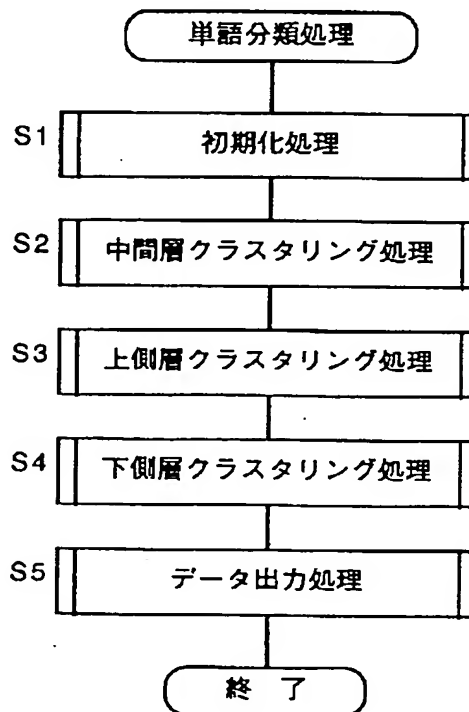 単語分類処理
S1 初期化処理
S2 中間層クラスタリング処理
S3 上側層クラスタリング処理
S4 下側層クラスタリング処理
S5 データ出力処理
終 了